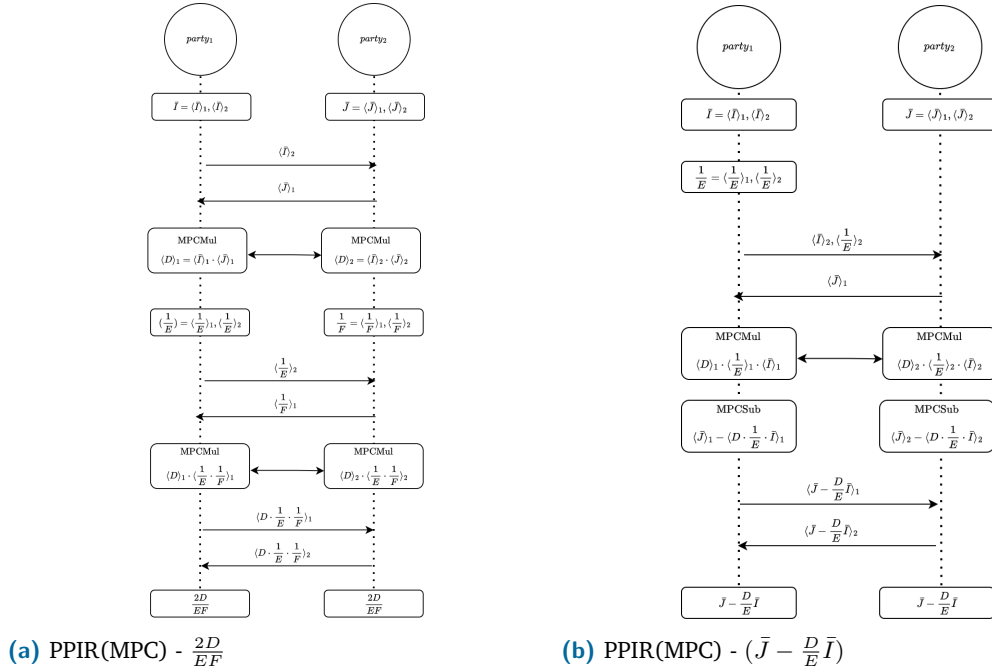 party₁ party₂
Ī = ⟨Ī⟩₁, ⟨Ī⟩₂ J̄ = ⟨J̄⟩₁, ⟨J̄⟩₂
⟨Ī⟩₂
⟨J̄⟩₁
MPCMul MPCMul
⟨D⟩₁ = ⟨Ī⟩₁ · ⟨J̄⟩₁ ⟨D⟩₂ = ⟨Ī⟩₂ · ⟨J̄⟩₂
(1/E) = ⟨1/E⟩₁, ⟨1/E⟩₂ 1/F = ⟨1/F⟩₁, ⟨1/F⟩₂
⟨1/E⟩₂
⟨1/F⟩₁
MPCMul MPCMul
⟨D⟩₁ · ⟨1/E · 1/F⟩₁ ⟨D⟩₂ · ⟨1/E · 1/F⟩₂
⟨D · 1/E · 1/F⟩₁
⟨D · 1/E · 1/F⟩₂
2D/EF 2D/EF
(a) PPIR(MPC) - 2D/EF
party₁ party₂
Ī = ⟨Ī⟩₁, ⟨Ī⟩₂ J̄ = ⟨J̄⟩₁, ⟨J̄⟩₂
1/E = ⟨1/E⟩₁, ⟨1/E⟩₂
⟨Ī⟩₂, ⟨1/E⟩₂
⟨J̄⟩₁
MPCMul MPCMul
⟨D⟩₁ · ⟨1/E⟩₁ · ⟨Ī⟩₁ ⟨D⟩₂ · ⟨1/E⟩₂ · ⟨Ī⟩₂
MPCSub MPCSub
⟨J̄⟩₁ − ⟨D · 1/E · Ī⟩₁ ⟨J̄⟩₂ − ⟨D · 1/E · Ī⟩₂
⟨J̄ − D/E Ī⟩₁
⟨J̄ − D/E Ī⟩₂
J̄ − D/E Ī J̄ − D/E Ī
(b) PPIR(MPC) - (J̄ − D/E Ī)